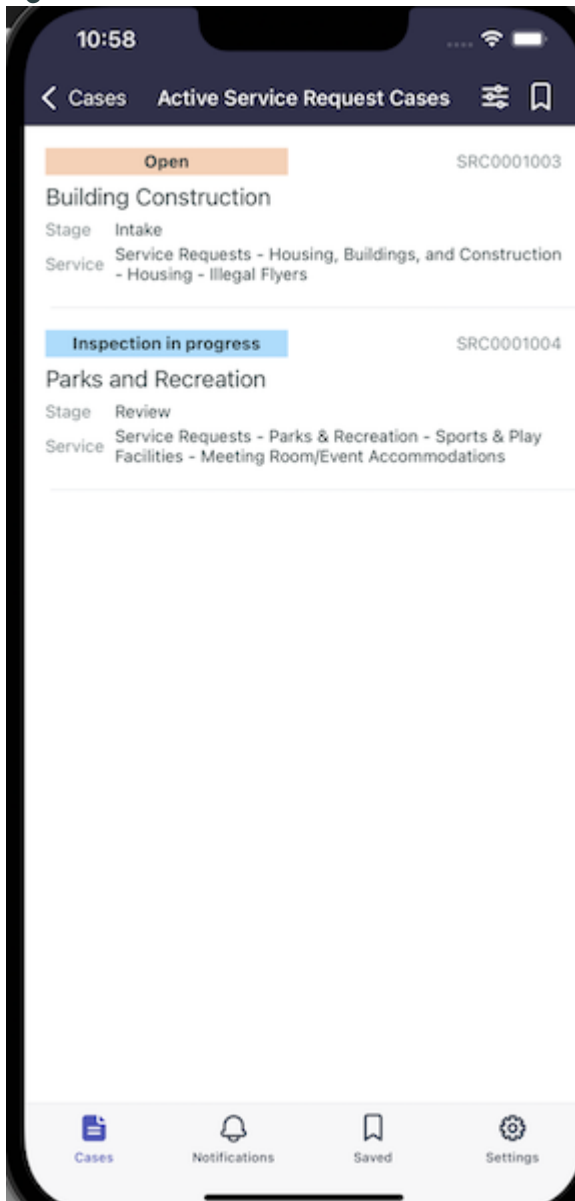 10:58
Cases Active Service Request Cases
Open SRC0001003
Building Construction
Stage Intake
Service Service Requests - Housing, Buildings, and Construction
- Housing - Illegal Flyers
Inspection in progress SRC0001004
Parks and Recreation
Stage Review
Service Service Requests - Parks & Recreation - Sports & Play
Facilities - Meeting Room/Event Accommodations
Cases Notifications Saved Settings